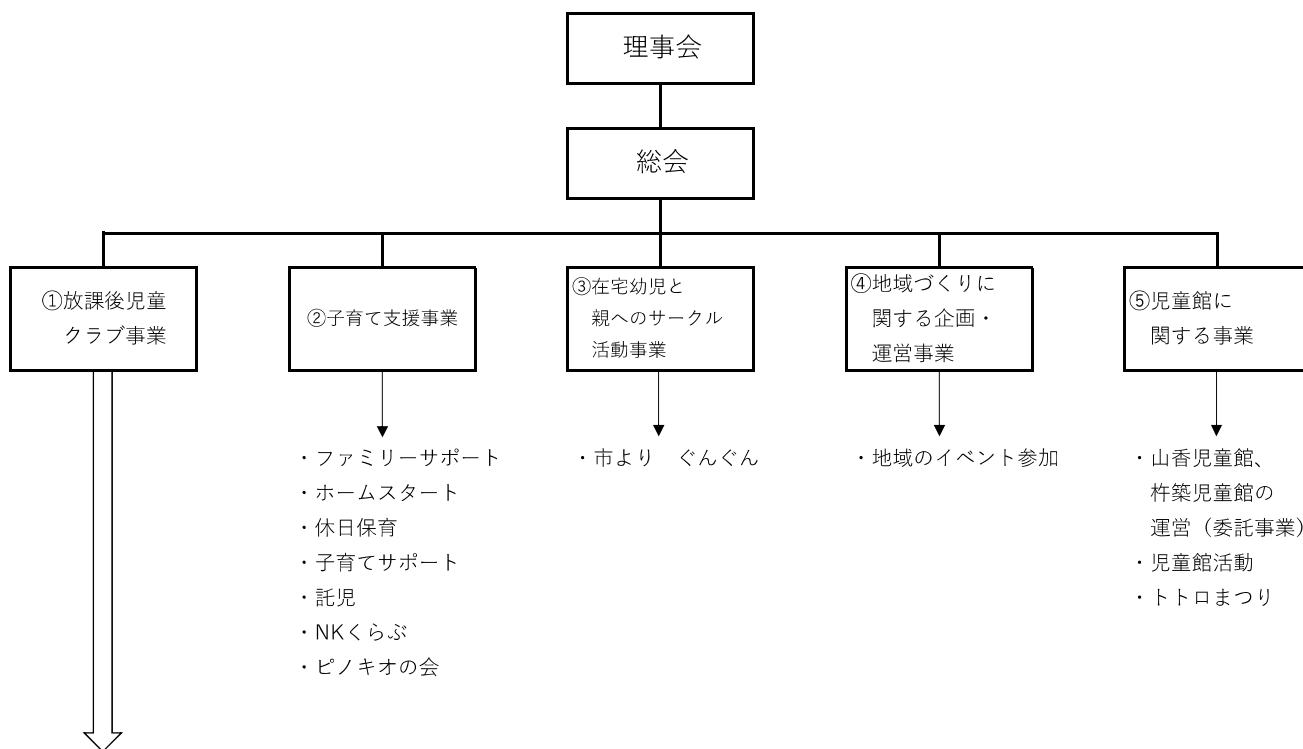 理事会
総会
①放課後児童
クラブ事業
②子育て支援事業
③在宅幼児と
親へのサークル
活動事業
④地域づくりに
関する企画・
運営事業
⑤児童館に
関する事業
・ファミリーサポート
・ホームスタート
・休日保育
・子育てサポート
・託児
・NKくらぶ
・ピノキオの会
・市より　ぐんぐん
・地域のイベント参加
・山香児童館、
杵築児童館の
運営（委託事業）
・児童館活動
・トトロまつり